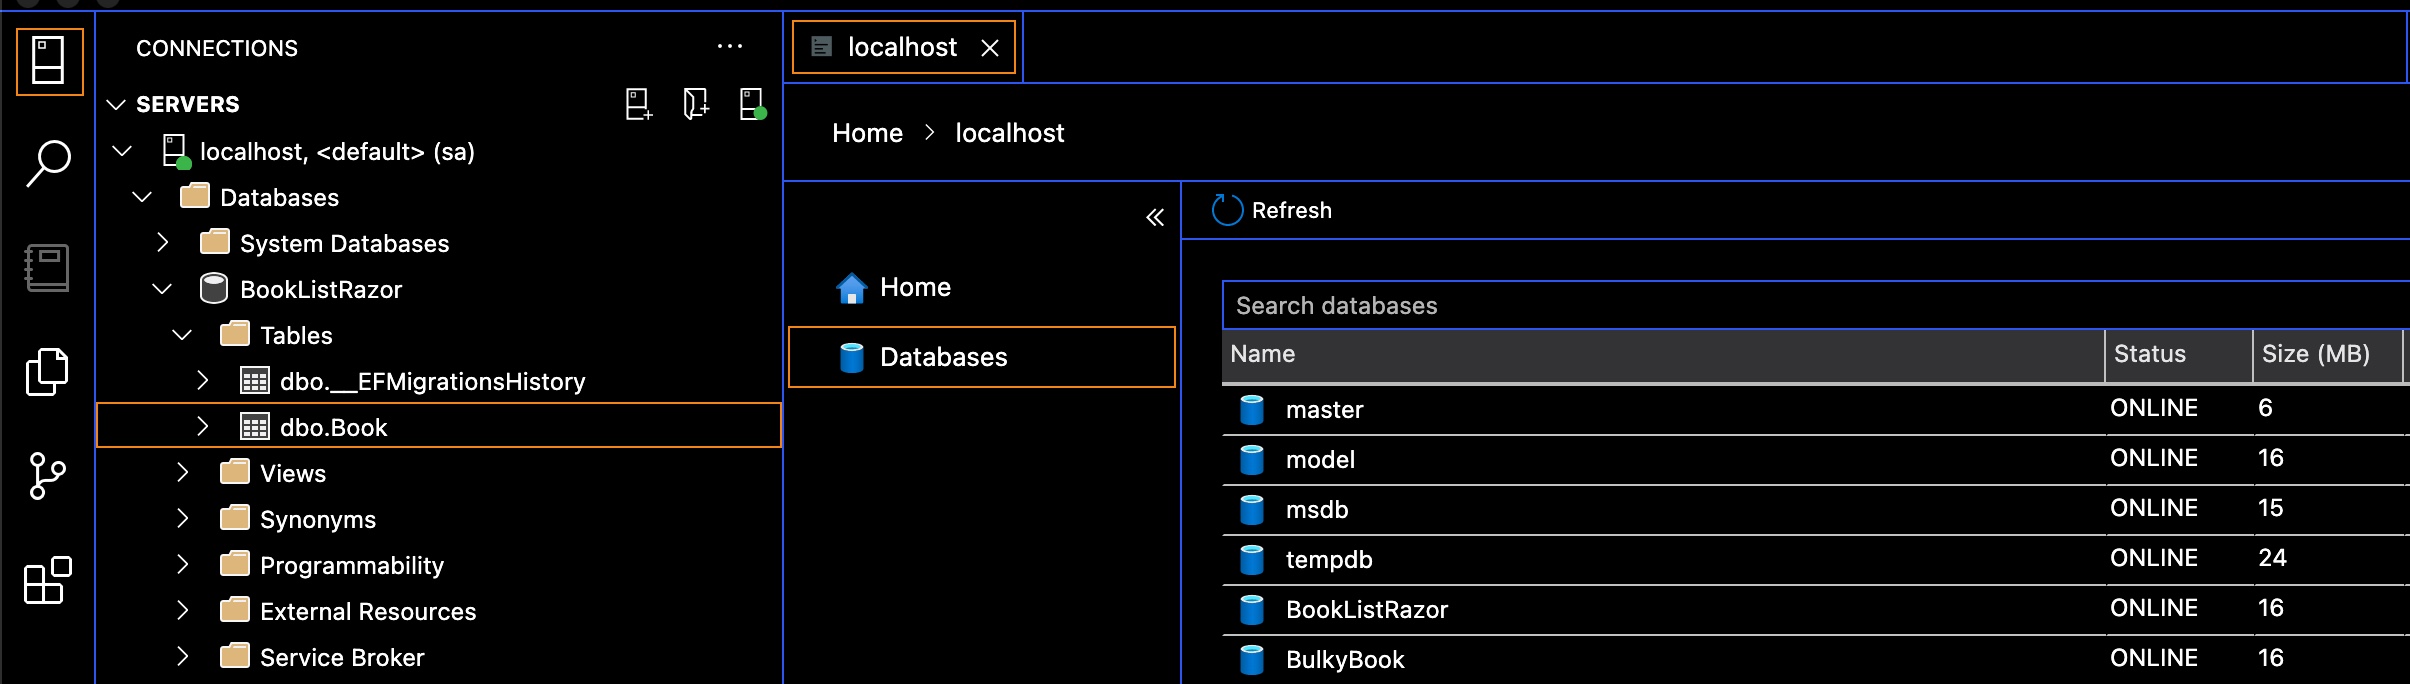 CONNECTIONS
SERVERS
localhost, <default> (sa)
Databases
System Databases
BookListRazor
Tables
dbo.__EFMigrationsHistory
dbo.Book
Views
Synonyms
Programmability
External Resources
Service Broker
localhost
Home > localhost
Home
Databases
Refresh
Search databases
Name Status Size (MB)
master ONLINE 6
model ONLINE 16
msdb ONLINE 15
tempdb ONLINE 24
BookListRazor ONLINE 16
BulkyBook ONLINE 16